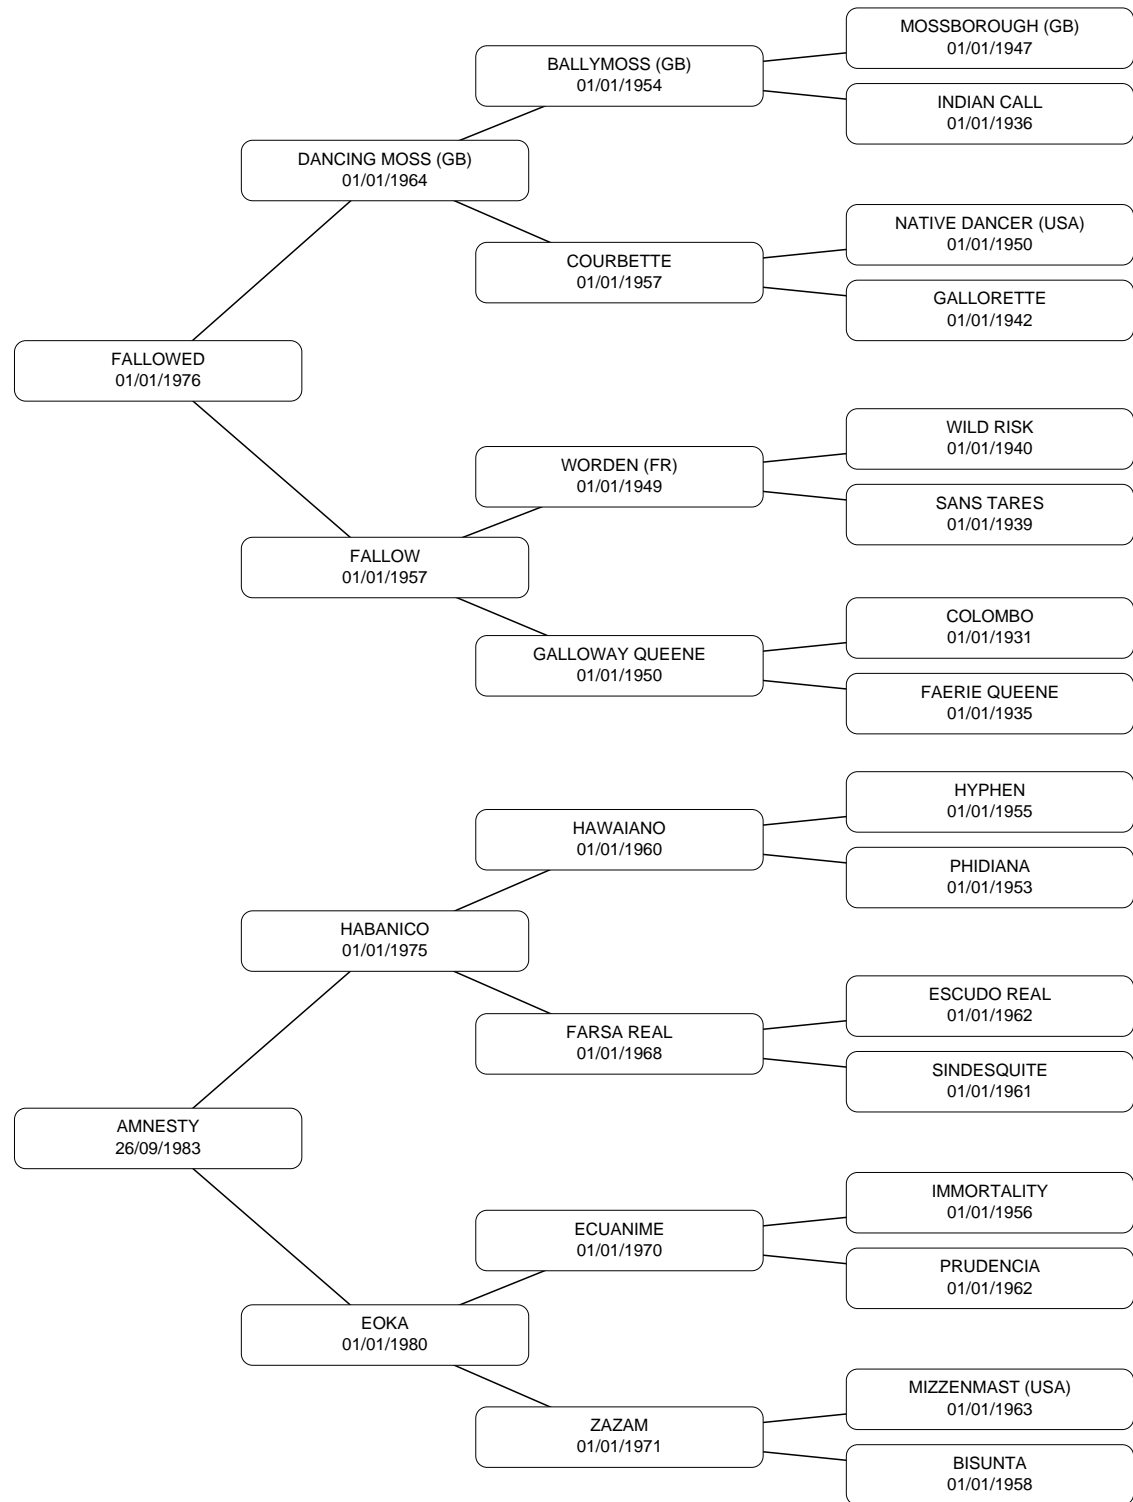 MOSSBOROUGH (GB)
01/01/1947
BALLYMOSS (GB)
01/01/1954
INDIAN CALL
01/01/1936
DANCING MOSS (GB)
01/01/1964
NATIVE DANCER (USA)
01/01/1950
COURBETTE
01/01/1957
GALLORETTE
01/01/1942
FALLOWED
01/01/1976
WILD RISK
01/01/1940
WORDEN (FR)
01/01/1949
SANS TARES
01/01/1939
FALLOW
01/01/1957
COLOMBO
01/01/1931
GALLOWAY QUEENE
01/01/1950
FAERIE QUEENE
01/01/1935
HYPHEN
01/01/1955
HAWAIANO
01/01/1960
PHIDIANA
01/01/1953
HABANICO
01/01/1975
ESCUDO REAL
01/01/1962
FARSA REAL
01/01/1968
SINDESQUITE
01/01/1961
AMNESTY
26/09/1983
IMMORTALITY
01/01/1956
ECUANIME
01/01/1970
PRUDENCIA
01/01/1962
EOKA
01/01/1980
MIZZENMAST (USA)
01/01/1963
ZAZAM
01/01/1971
BISUNTA
01/01/1958